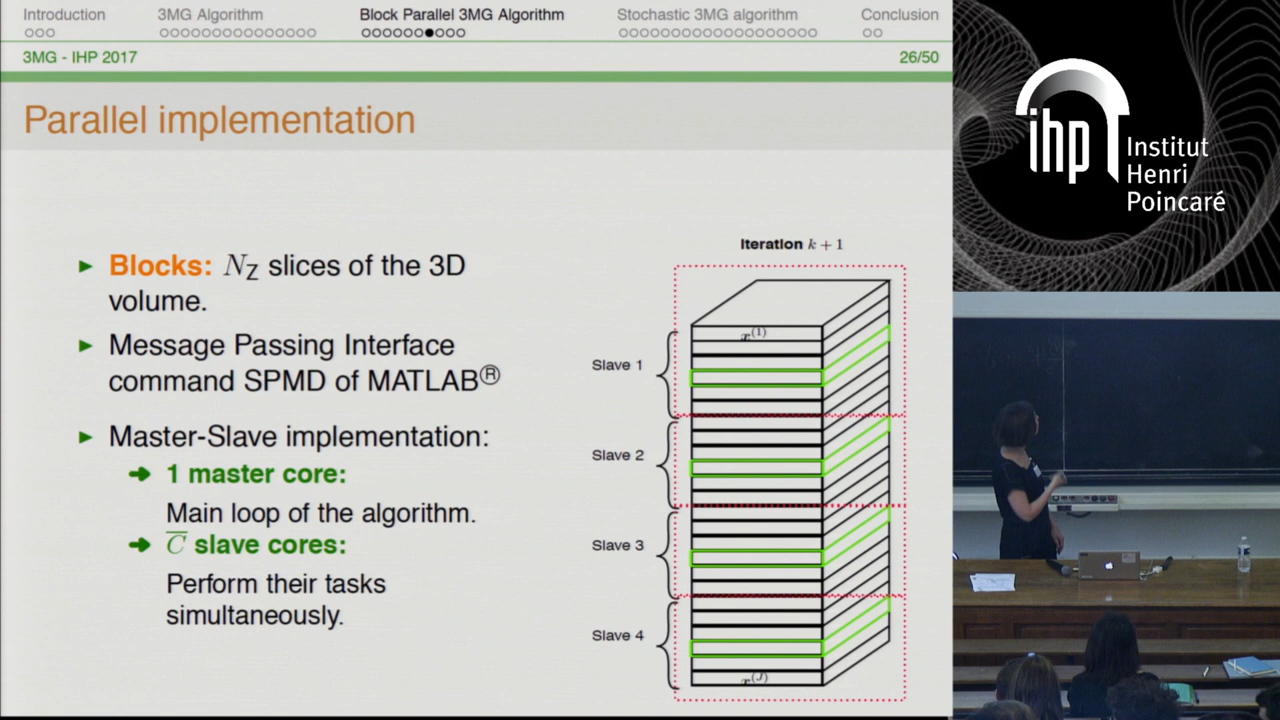 Introduction 3MG Algorithm Block Parallel 3MG Algorithm Stochastic 3MG algorithm Conclusion
3MG - IHP 2017 26/50
Parallel implementation
Blocks: N_Z slices of the 3D
volume.
Message Passing Interface
command SPMD of MATLAB®
Master-Slave implementation:
1 master core:
Main loop of the algorithm.
C̅ slave cores:
Perform their tasks
simultaneously.
Iteration k + 1
x^(1)
Slave 1
Slave 2
Slave 3
Slave 4
x^(J)
ihp Institut
Henri
Poincaré